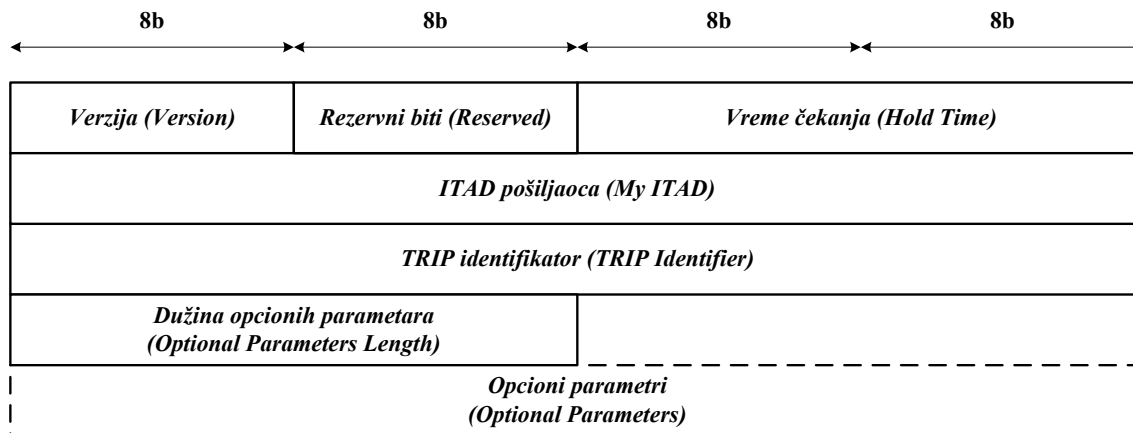 8b 8b 8b 8b
Verzija (Version) Rezervni biti (Reserved) Vreme čekanja (Hold Time)
ITAD pošiljaoca (My ITAD)
TRIP identifikator (TRIP Identifier)
Dužina opcionih parametara
(Optional Parameters Length)
Opcioni parametri
(Optional Parameters)